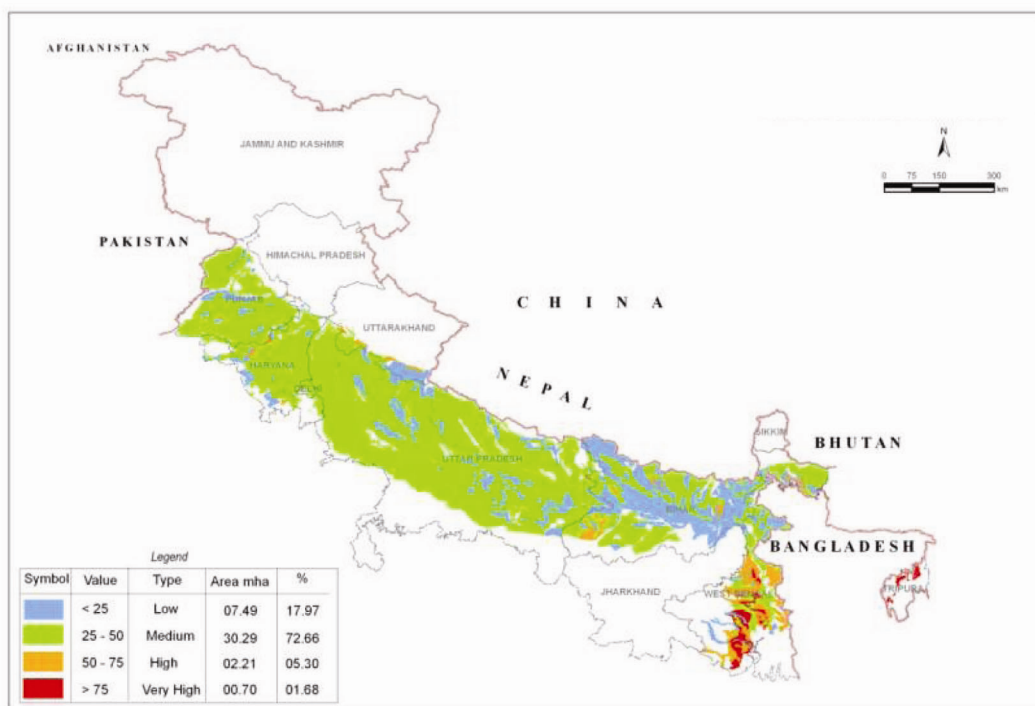 AFGHANISTAN
JAMMU AND KASHMIR
N
0 75 150 300
km
PAKISTAN
HIMACHAL PRADESH
PUNJAB
UTTARAKHAND
CHINA
HARYANA
DELHI
NEPAL
UTTAR PRADESH
SIKKIM
BHUTAN
BIHAR
BANGLADESH
JHARKHAND
WEST BENGAL
TRIPURA
Legend
Symbol Value Type Area mha %
< 25 Low 07.49 17.97
25 - 50 Medium 30.29 72.66
50 - 75 High 02.21 05.30
> 75 Very High 00.70 01.68